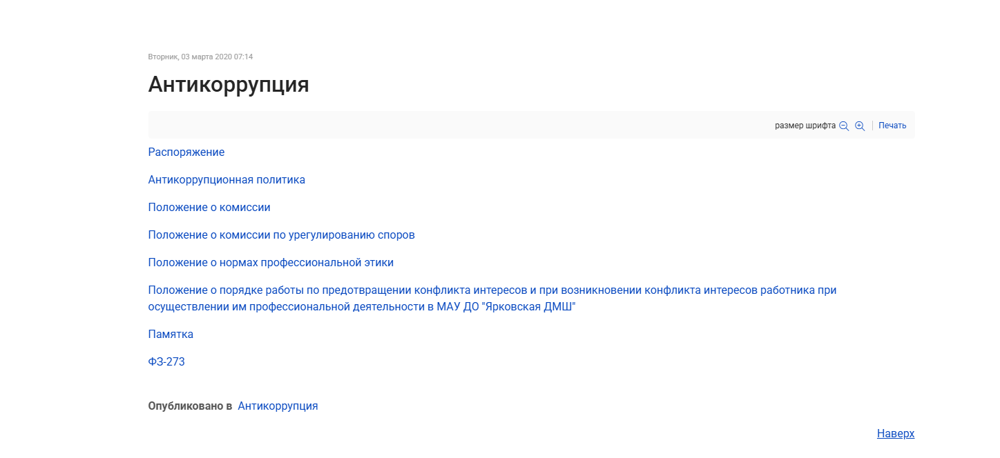 Вторник, 03 марта 2020 07:14
Антикоррупция
размер шрифта Печать
Распоряжение
Антикоррупционная политика
Положение о комиссии
Положение о комиссии по урегулированию споров
Положение о нормах профессиональной этики
Положение о порядке работы по предотвращении конфликта интересов и при возникновении конфликта интересов работника при
осуществлении им профессиональной деятельности в МАУ ДО "Ярковская ДМШ"
Памятка
ФЗ-273
Опубликовано в Антикоррупция
Наверх